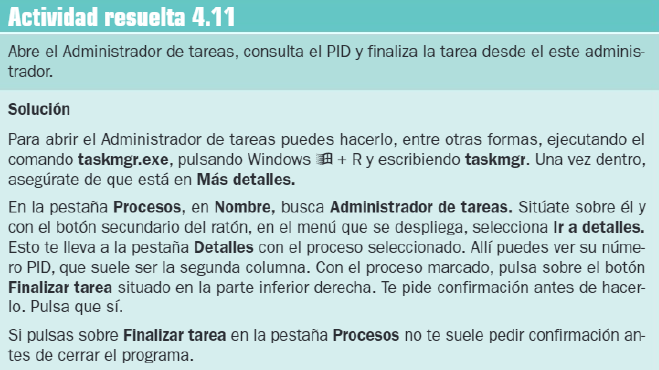 Actividad resuelta 4.11
Abre el Administrador de tareas, consulta el PID y finaliza la tarea desde el este adminis-
trador.
Solución
Para abrir el Administrador de tareas puedes hacerlo, entre otras formas, ejecutando el
comando taskmgr.exe, pulsando Windows + R y escribiendo taskmgr. Una vez dentro,
asegúrate de que está en Más detalles.
En la pestaña Procesos, en Nombre, busca Administrador de tareas. Sitúate sobre él y
con el botón secundario del ratón, en el menú que se despliega, selecciona Ir a detalles.
Esto te lleva a la pestaña Detalles con el proceso seleccionado. Allí puedes ver su núme-
ro PID, que suele ser la segunda columna. Con el proceso marcado, pulsa sobre el botón
Finalizar tarea situado en la parte inferior derecha. Te pide confirmación antes de hacer-
lo. Pulsa que sí.
Si pulsas sobre Finalizar tarea en la pestaña Procesos no te suele pedir confirmación an-
tes de cerrar el programa.